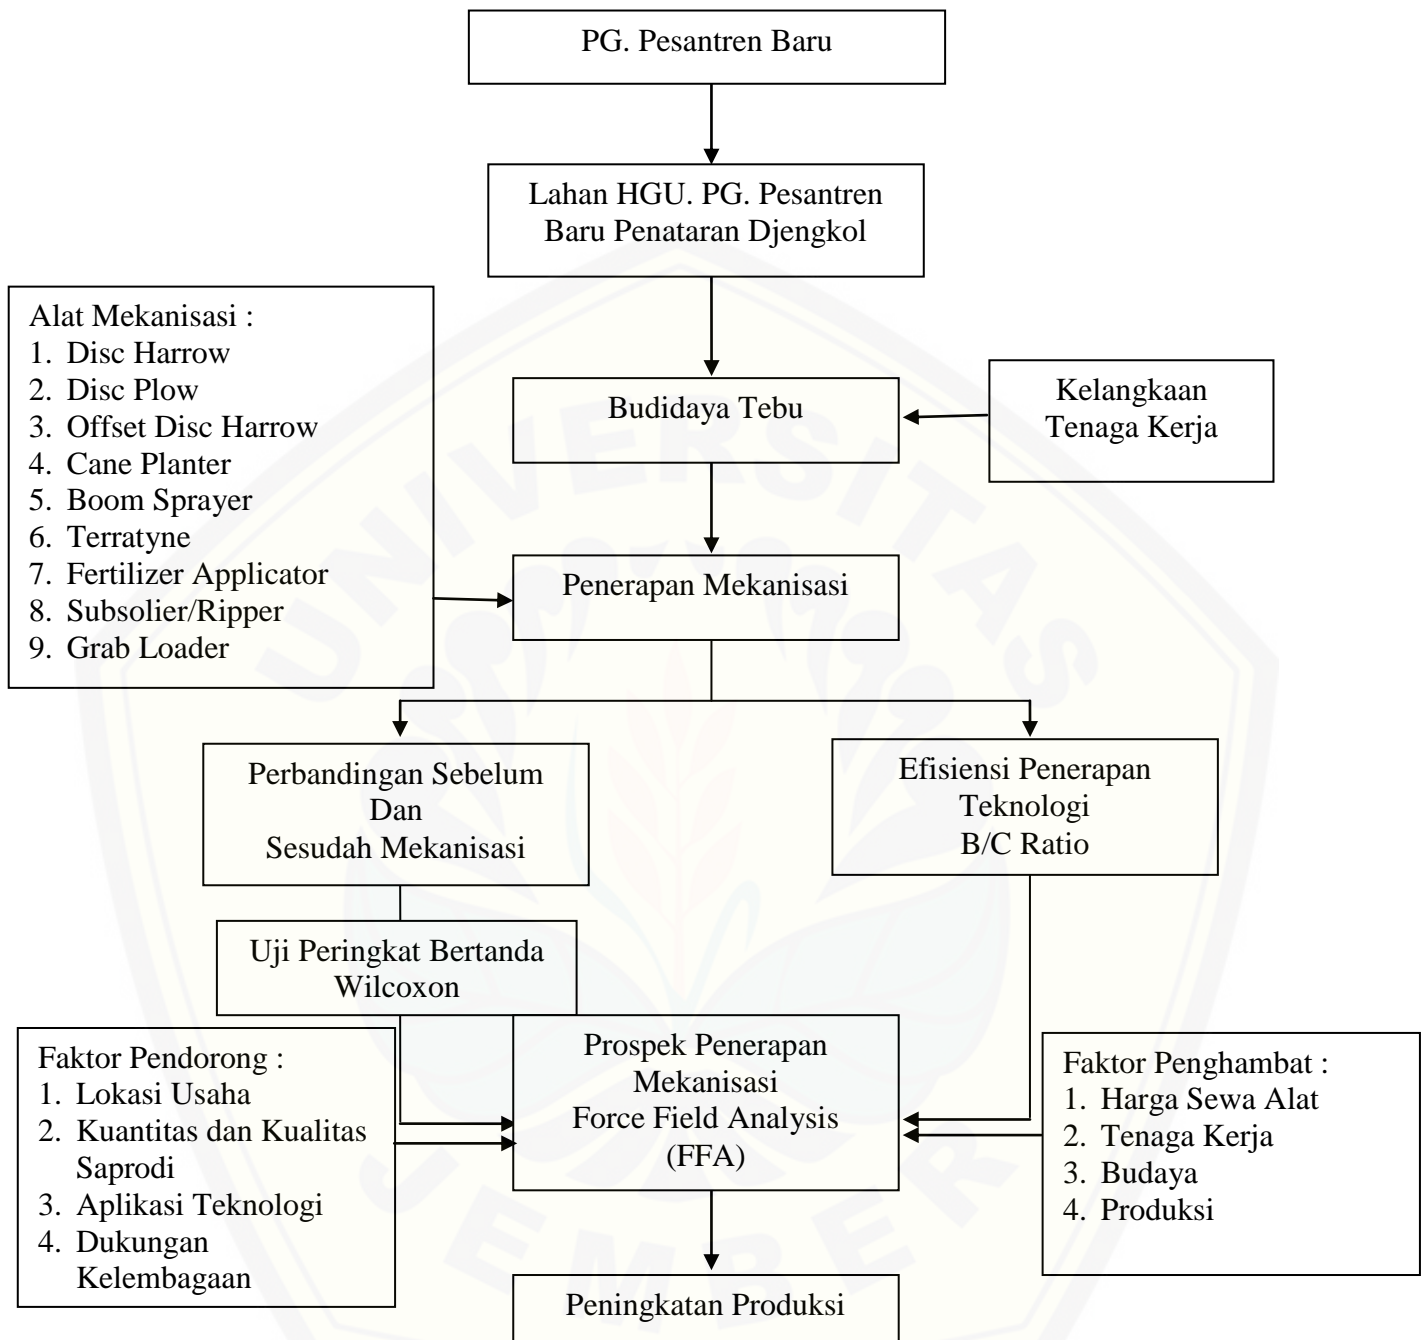 PG. Pesantren Baru
Lahan HGU. PG. Pesantren
Baru Penataran Djengkol
Alat Mekanisasi :
1. Disc Harrow
2. Disc Plow
3. Offset Disc Harrow
4. Cane Planter
5. Boom Sprayer
6. Terratyne
7. Fertilizer Applicator
8. Subsolier/Ripper
9. Grab Loader
Budidaya Tebu
Kelangkaan
Tenaga Kerja
Penerapan Mekanisasi
Perbandingan Sebelum
Dan
Sesudah Mekanisasi
Efisiensi Penerapan
Teknologi
B/C Ratio
Uji Peringkat Bertanda
Wilcoxon
Faktor Pendorong :
1. Lokasi Usaha
2. Kuantitas dan Kualitas
Saprodi
3. Aplikasi Teknologi
4. Dukungan
Kelembagaan
Prospek Penerapan
Mekanisasi
Force Field Analysis
(FFA)
Faktor Penghambat :
1. Harga Sewa Alat
2. Tenaga Kerja
3. Budaya
4. Produksi
Peningkatan Produksi
UNIVERSITAS
JEMBER